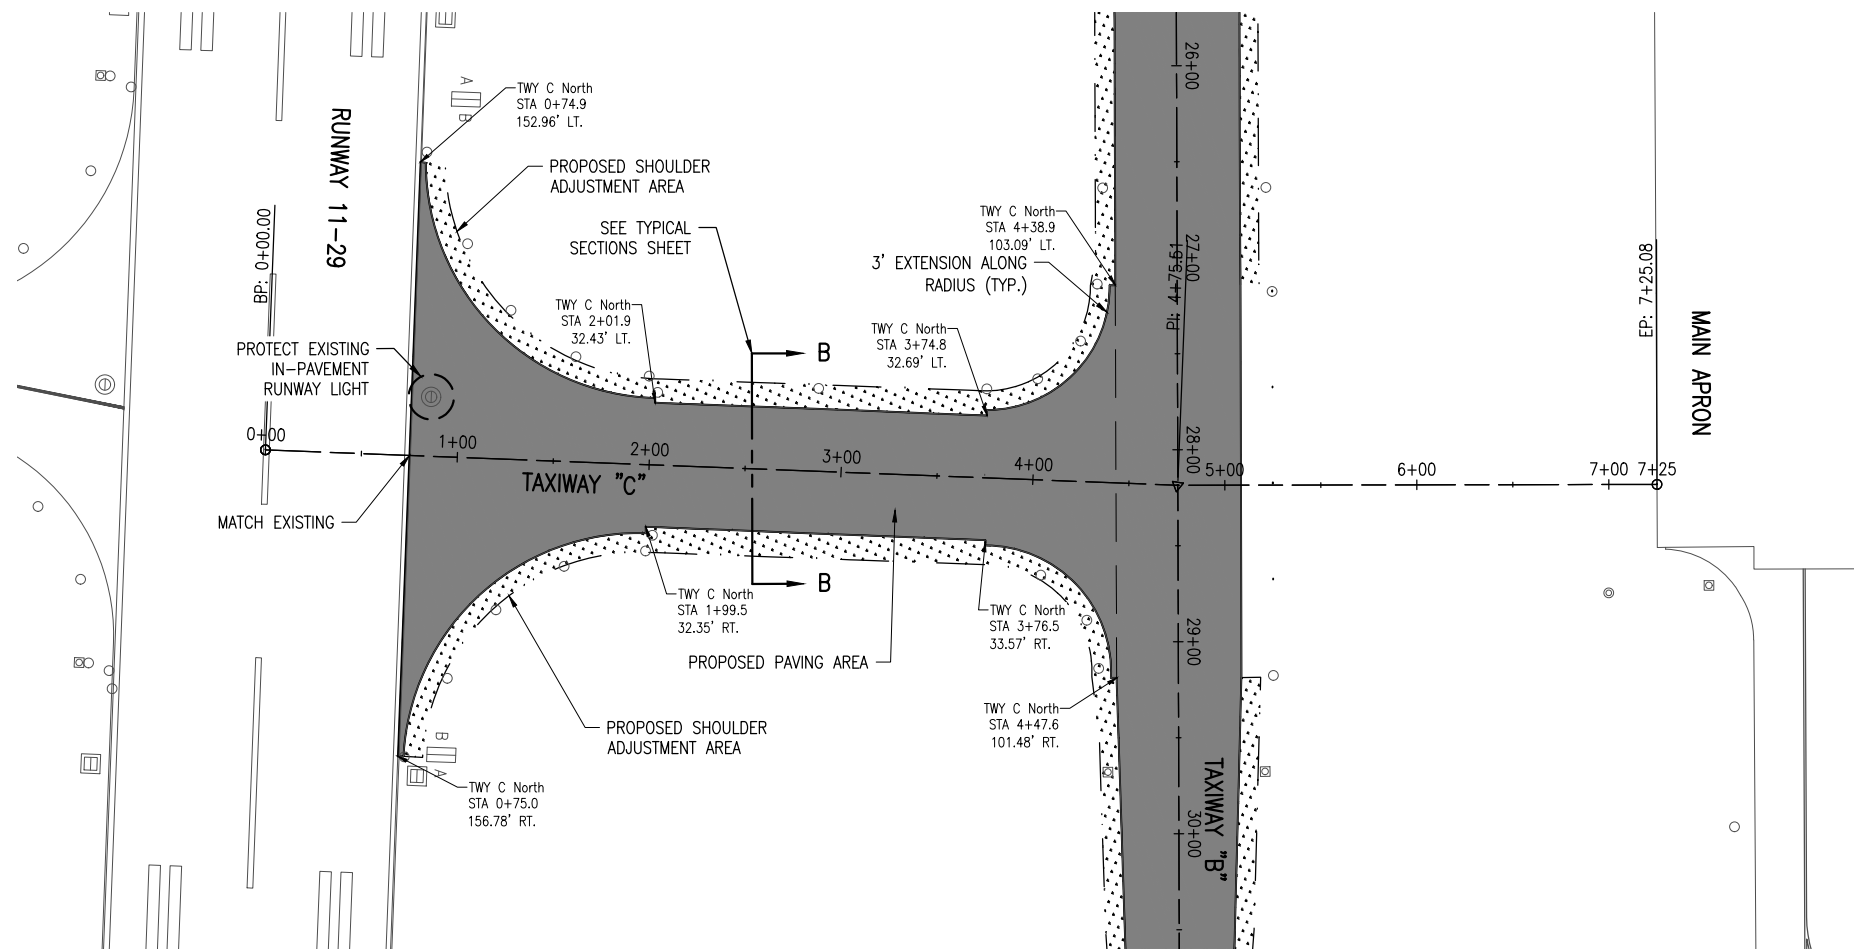 TWY C North
STA 0+74.9
152.96' LT.
A
B
RUNWAY 11-29
PROPOSED SHOULDER
ADJUSTMENT AREA
SEE TYPICAL
SECTIONS SHEET
BP: 0+00.00
TWY C North
STA 2+01.9
32.43' LT.
PROTECT EXISTING
IN-PAVEMENT
RUNWAY LIGHT
B
TWY C North
STA 3+74.8
32.69' LT.
TWY C North
STA 4+38.9
103.09' LT.
3' EXTENSION ALONG
RADIUS (TYP.)
26+00
27+00
28+00
29+00
30+00
EP: 7+25.08
MAIN APRON
0+00
1+00
2+00
3+00
4+00
5+00
6+00
7+00
7+25
TAXIWAY "C"
MATCH EXISTING
B
TWY C North
STA 1+99.5
32.35' RT.
TWY C North
STA 3+76.5
33.57' RT.
PROPOSED PAVING AREA
TWY C North
STA 4+47.6
101.48' RT.
PROPOSED SHOULDER
ADJUSTMENT AREA
B
A
TWY C North
STA 0+75.0
156.78' RT.
TAXIWAY "B"